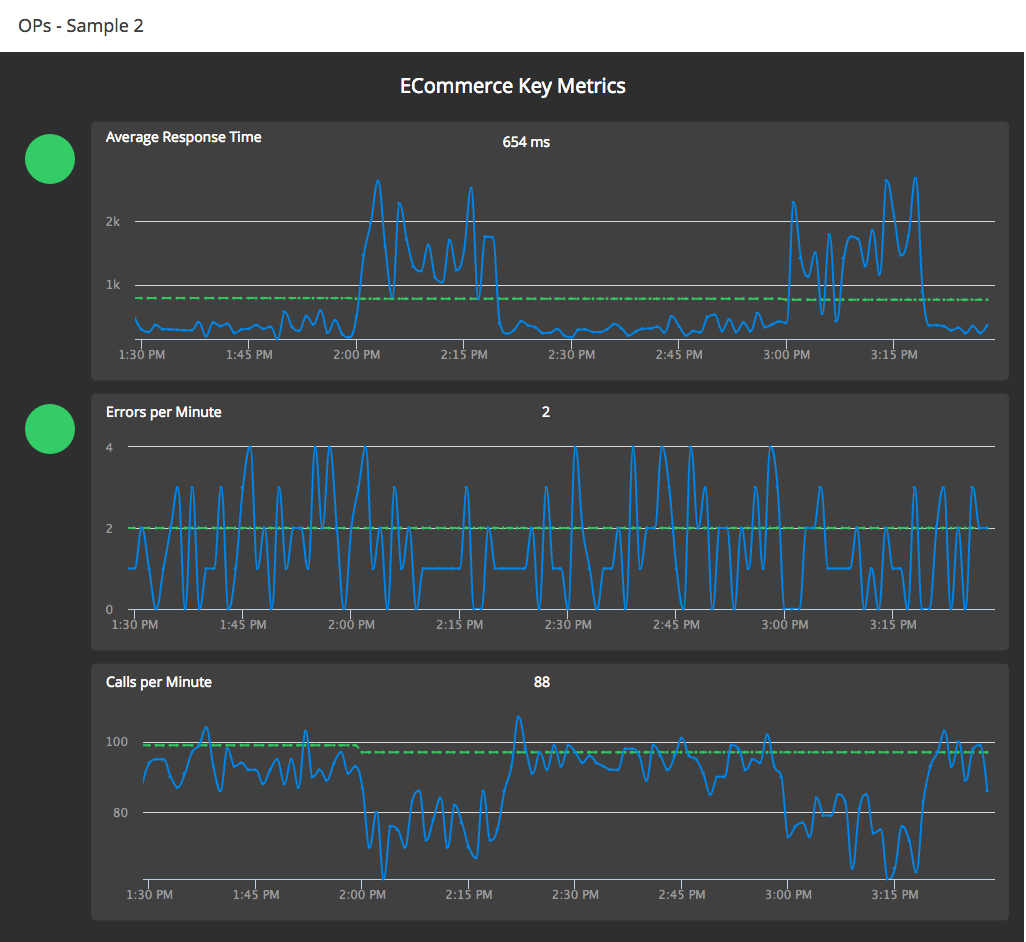 OPs - Sample 2
ECommerce Key Metrics
Average Response Time
654 ms
2k
1k
1:30 PM 1:45 PM 2:00 PM 2:15 PM 2:30 PM 2:45 PM 3:00 PM 3:15 PM
Errors per Minute
2
4
2
0
1:30 PM 1:45 PM 2:00 PM 2:15 PM 2:30 PM 2:45 PM 3:00 PM 3:15 PM
Calls per Minute
88
100
80
1:30 PM 1:45 PM 2:00 PM 2:15 PM 2:30 PM 2:45 PM 3:00 PM 3:15 PM